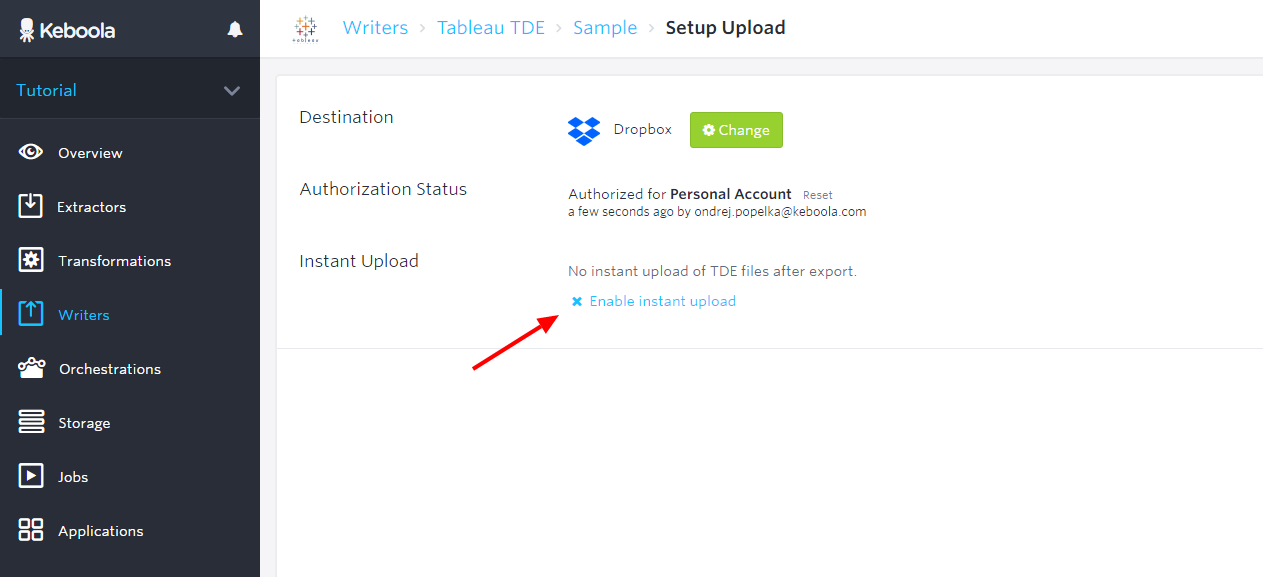 Keboola
Tutorial
Overview
Extractors
Transformations
Writers
Orchestrations
Storage
Jobs
Applications
+ableau
Writers › Tableau TDE › Sample › Setup Upload
Destination
Dropbox
Change
Authorization Status
Authorized for Personal Account Reset
a few seconds ago by ondrej.popelka@keboola.com
Instant Upload
No instant upload of TDE files after export.
Enable instant upload